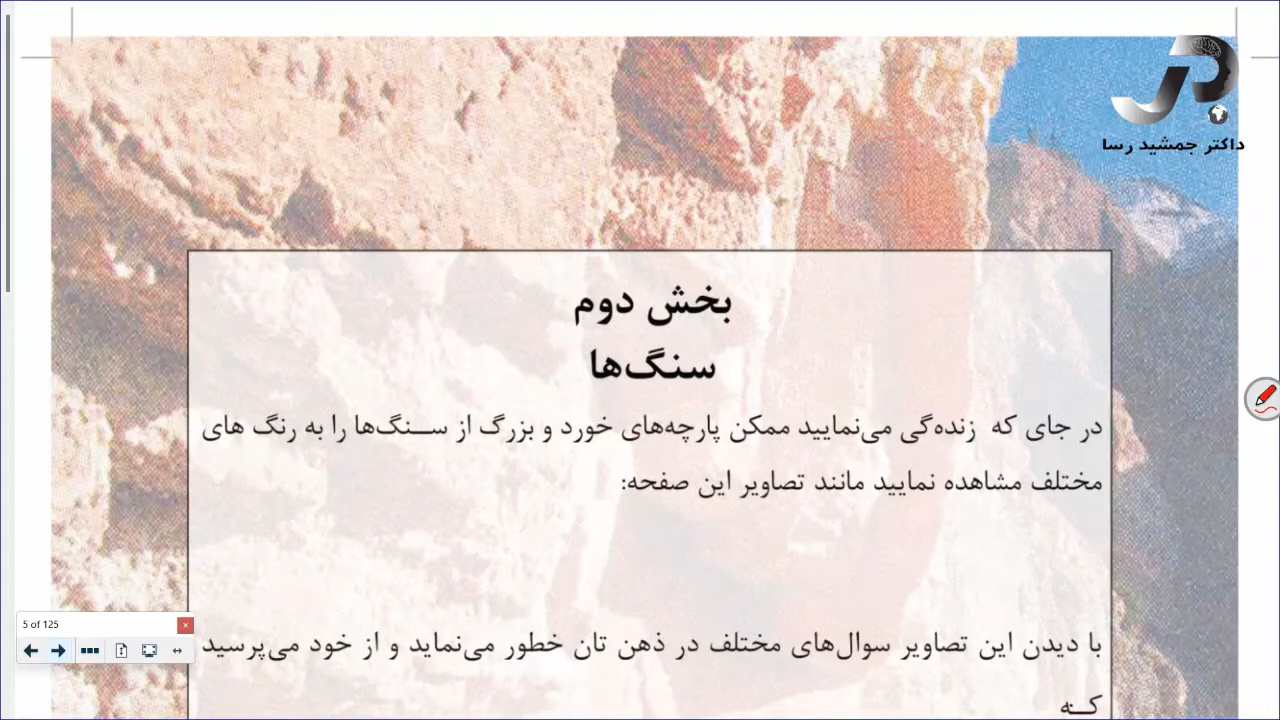 داکتر جمشید رسا
بخش دوم
سنگ‌ها
در جای که زنده‌گی می‌نمایید ممکن پارچه‌های خورد و بزرگ از ســنگ‌ها را به رنگ های
مختلف مشاهده نمایید مانند تصاویر این صفحه:
با دیدن این تصاویر سوال‌های مختلف در ذهن تان خطور می‌نماید و از خود می‌پرسید
کــه
5 of 125